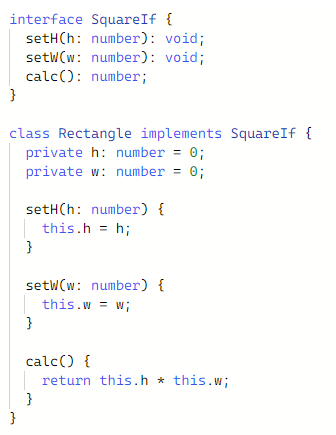 interface SquareIf {
  setH(h: number): void;
  setW(w: number): void;
  calc(): number;
}

class Rectangle implements SquareIf {
  private h: number = 0;
  private w: number = 0;

  setH(h: number) {
    this.h = h;
  }

  setW(w: number) {
    this.w = w;
  }

  calc() {
    return this.h * this.w;
  }
}